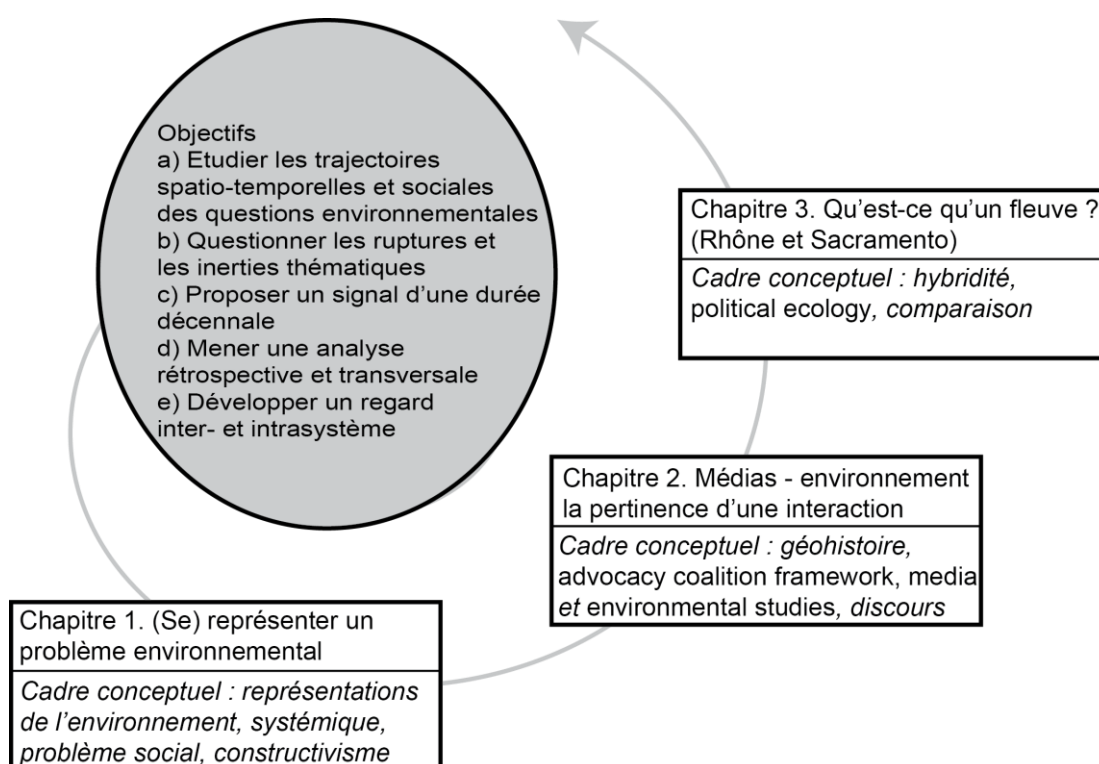 Objectifs
a) Etudier les trajectoires
spatio-temporelles et sociales
des questions environnementales
b) Questionner les ruptures et
les inerties thématiques
c) Proposer un signal d'une durée
décennale
d) Mener une analyse
rétrospective et transversale
e) Développer un regard
inter- et intrasystème
Chapitre 1. (Se) représenter un
problème environnemental
Cadre conceptuel : représentations
de l'environnement, systémique,
problème social, constructivisme
Chapitre 2. Médias - environnement
la pertinence d'une interaction
Cadre conceptuel : géohistoire,
advocacy coalition framework, media
et environmental studies, discours
Chapitre 3. Qu'est-ce qu'un fleuve ?
(Rhône et Sacramento)
Cadre conceptuel : hybridité,
political ecology, comparaison